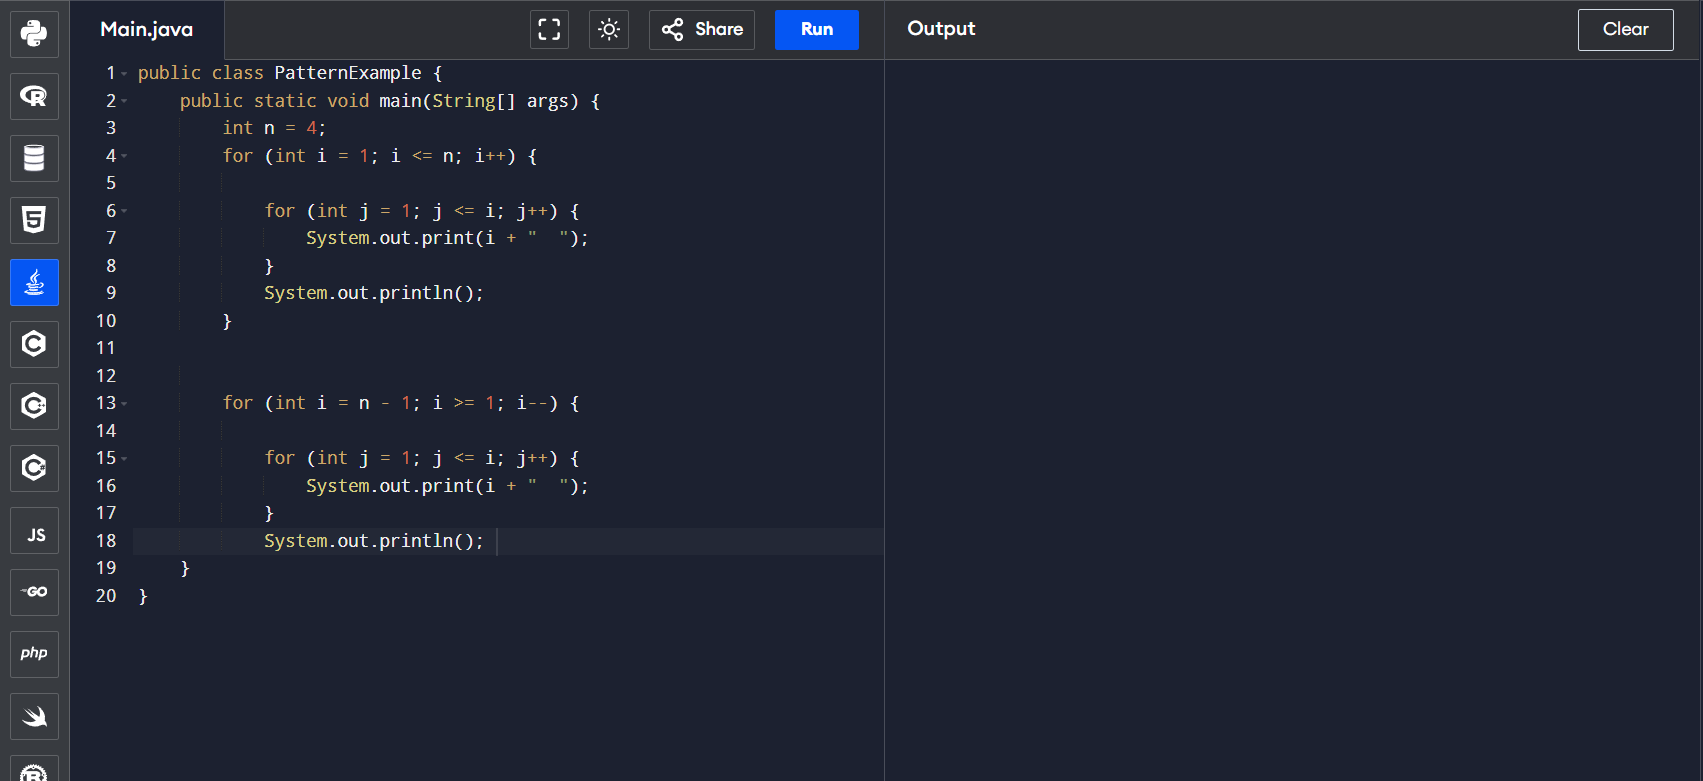 Main.java
Share
Run
Output
Clear
1 public class PatternExample {
2     public static void main(String[] args) {
3         int n = 4;
4         for (int i = 1; i <= n; i++) {
5
6             for (int j = 1; j <= i; j++) {
7                 System.out.print(i + "  ");
8             }
9             System.out.println();
10         }
11
12
13         for (int i = n - 1; i >= 1; i--) {
14
15             for (int j = 1; j <= i; j++) {
16                 System.out.print(i + "  ");
17             }
18             System.out.println();
19     }
20 }
R
5
C
C
C
JS
GO
php
R